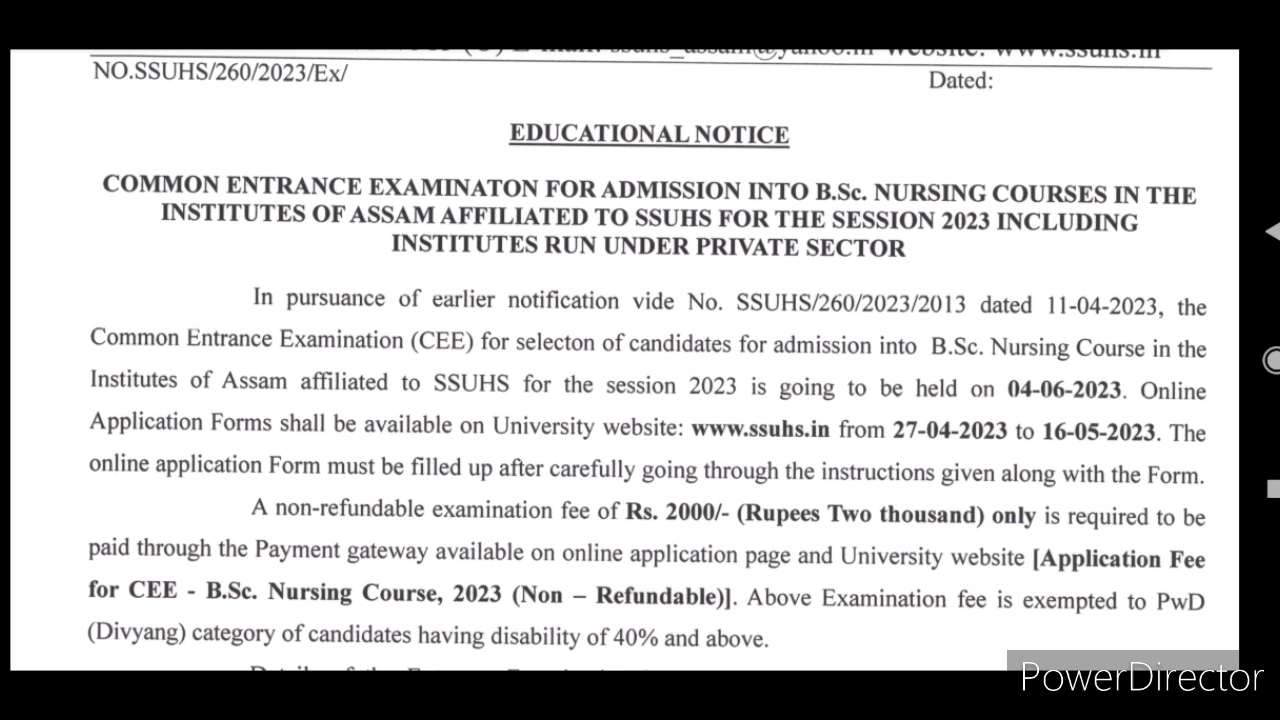 NO.SSUHS/260/2023/Ex/
Dated:
EDUCATIONAL NOTICE
COMMON ENTRANCE EXAMINATON FOR ADMISSION INTO B.Sc. NURSING COURSES IN THE
INSTITUTES OF ASSAM AFFILIATED TO SSUHS FOR THE SESSION 2023 INCLUDING
INSTITUTES RUN UNDER PRIVATE SECTOR
In pursuance of earlier notification vide No. SSUHS/260/2023/2013 dated 11-04-2023, the
Common Entrance Examination (CEE) for selecton of candidates for admission into B.Sc. Nursing Course in the
Institutes of Assam affiliated to SSUHS for the session 2023 is going to be held on 04-06-2023. Online
Application Forms shall be available on University website: www.ssuhs.in from 27-04-2023 to 16-05-2023. The
online application Form must be filled up after carefully going through the instructions given along with the Form.
A non-refundable examination fee of Rs. 2000/- (Rupees Two thousand) only is required to be
paid through the Payment gateway available on online application page and University website [Application Fee
for CEE - B.Sc. Nursing Course, 2023 (Non – Refundable)]. Above Examination fee is exempted to PwD
(Divyang) category of candidates having disability of 40% and above.
PowerDirector